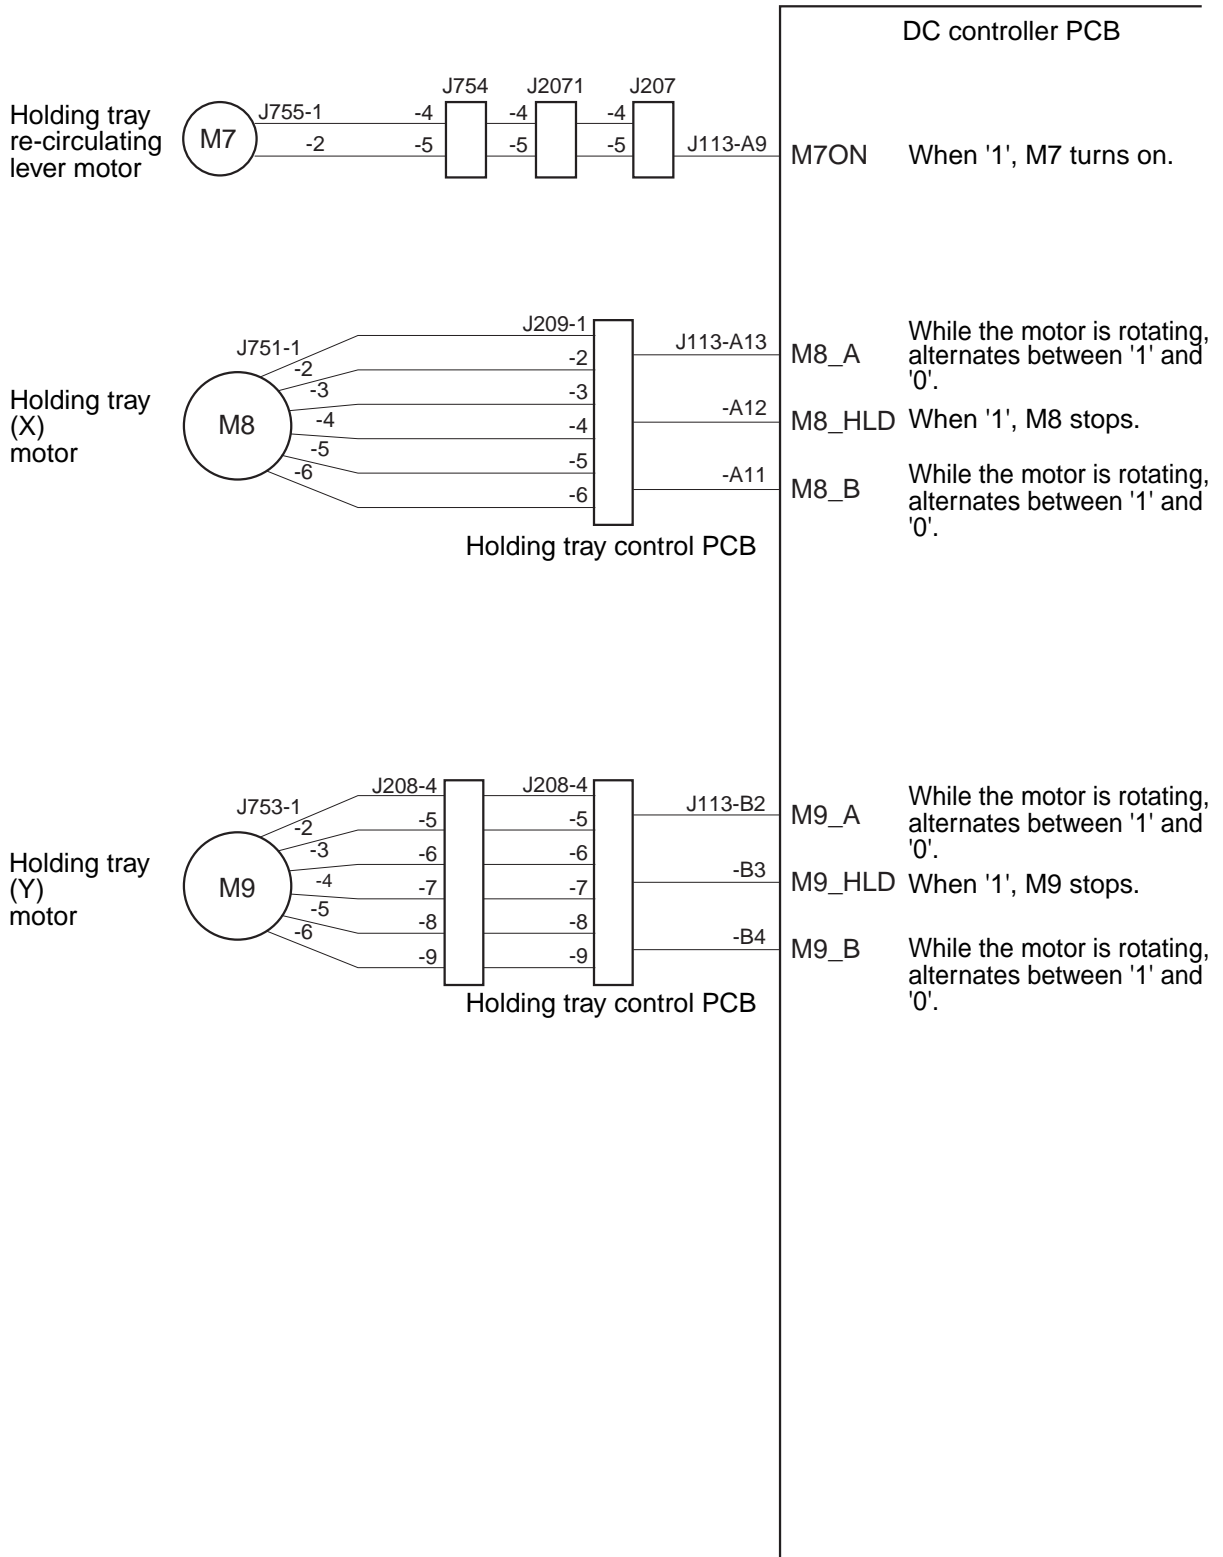 DC controller PCB
J754 J2071 J207
Holding tray
re-circulating
lever motor
M7
J755-1 -4 -4 -4
-2 -5 -5 -5 J113-A9
M7ON When '1', M7 turns on.
Holding tray
(X)
motor
M8
J751-1
-2
-3
-4
-5
-6
J209-1
-2
-3
-4
-5
-6
Holding tray control PCB
J113-A13
M8_A
While the motor is rotating,
alternates between '1' and
'0'.
-A12
M8_HLD When '1', M8 stops.
-A11
M8_B
While the motor is rotating,
alternates between '1' and
'0'.
Holding tray
(Y)
motor
M9
J753-1
-2
-3
-4
-5
-6
J208-4 J208-4
-5 -5
-6 -6
-7 -7
-8 -8
-9 -9
Holding tray control PCB
J113-B2
M9_A
While the motor is rotating,
alternates between '1' and
'0'.
-B3
M9_HLD When '1', M9 stops.
-B4
M9_B
While the motor is rotating,
alternates between '1' and
'0'.